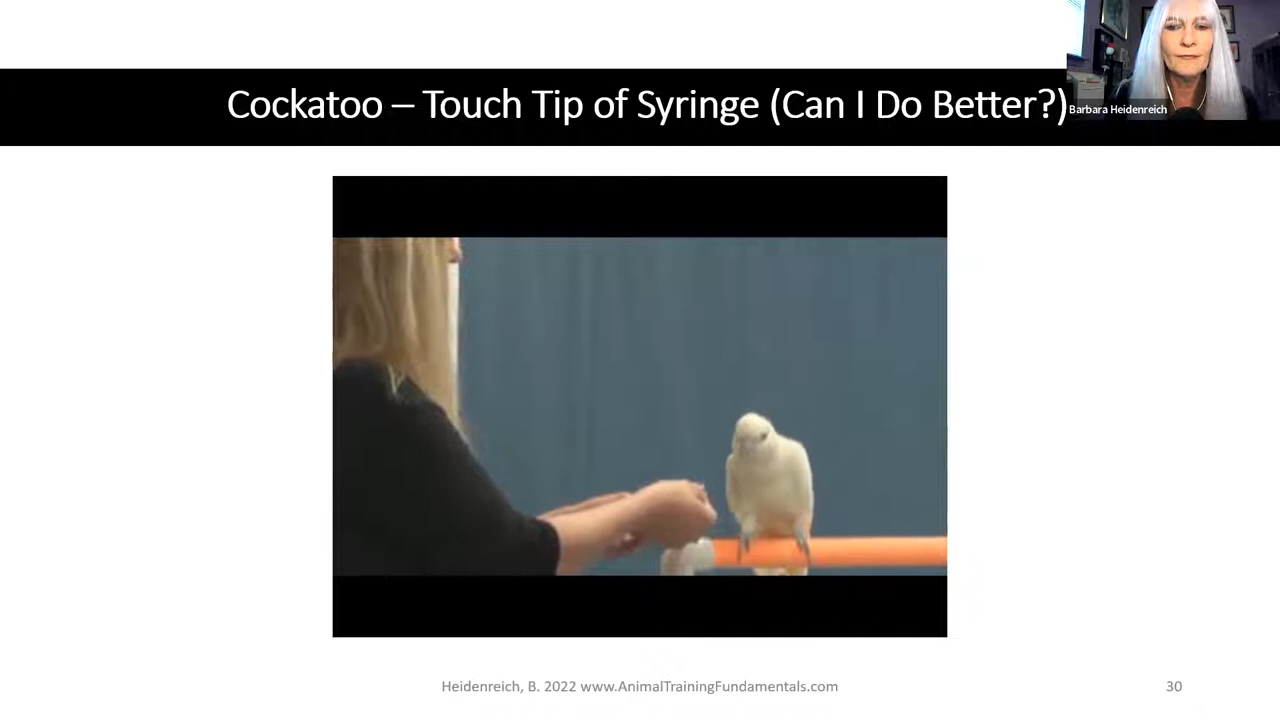 Cockatoo – Touch Tip of Syringe (Can I Do Better?)
Barbara Heidenreich
Heidenreich, B. 2022 www.AnimalTrainingFundamentals.com
30